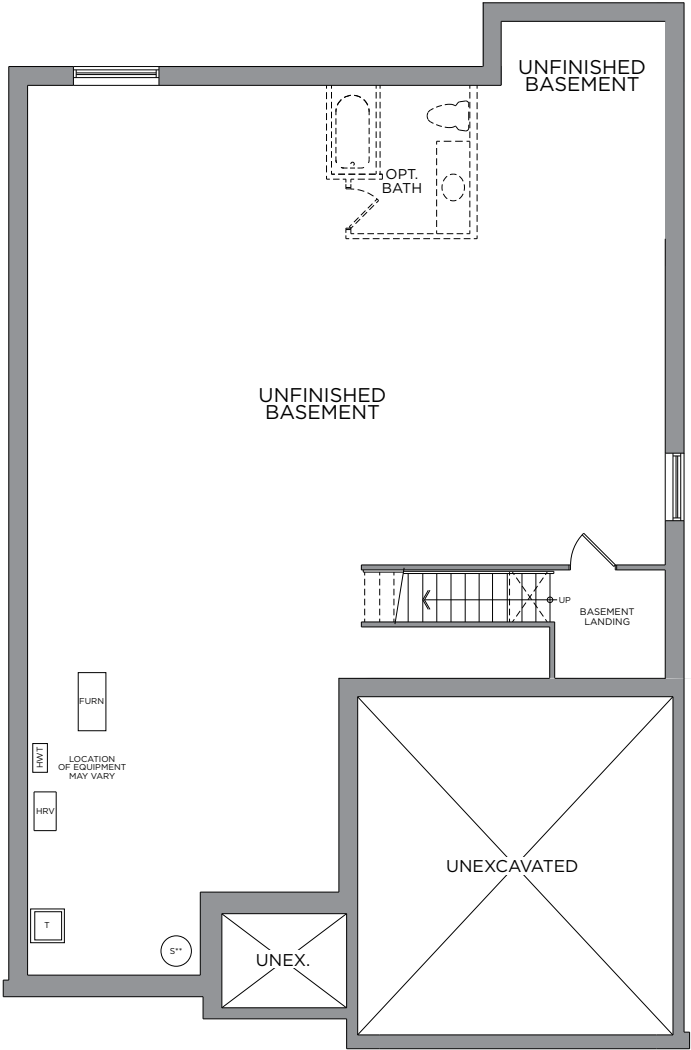 UNFINISHED
BASEMENT
OPT.
BATH
UNFINISHED
BASEMENT
UP
BASEMENT
LANDING
FURN
HWT
LOCATION
OF EQUIPMENT
MAY VARY
HRV
UNEXCAVATED
T
S**
UNEX.